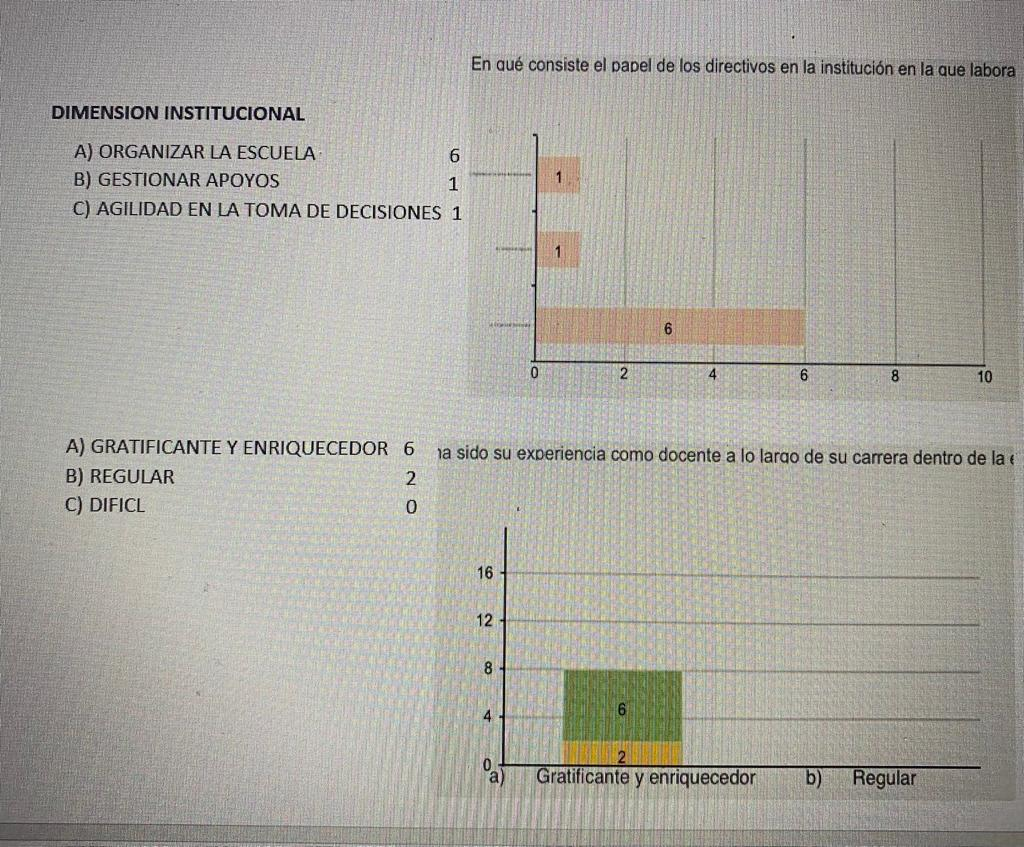 En qué consiste el papel de los directivos en la institución en la que labora
DIMENSION INSTITUCIONAL
A) ORGANIZAR LA ESCUELA 6
B) GESTIONAR APOYOS 1
C) AGILIDAD EN LA TOMA DE DECISIONES 1
1
1
6
0 2 4 6 8 10
A) GRATIFICANTE Y ENRIQUECEDOR 6
B) REGULAR 2
C) DIFICL 0
ha sido su experiencia como docente a lo largo de su carrera dentro de la e
16
12
8
4
0
6
2
a) Gratificante y enriquecedor b) Regular